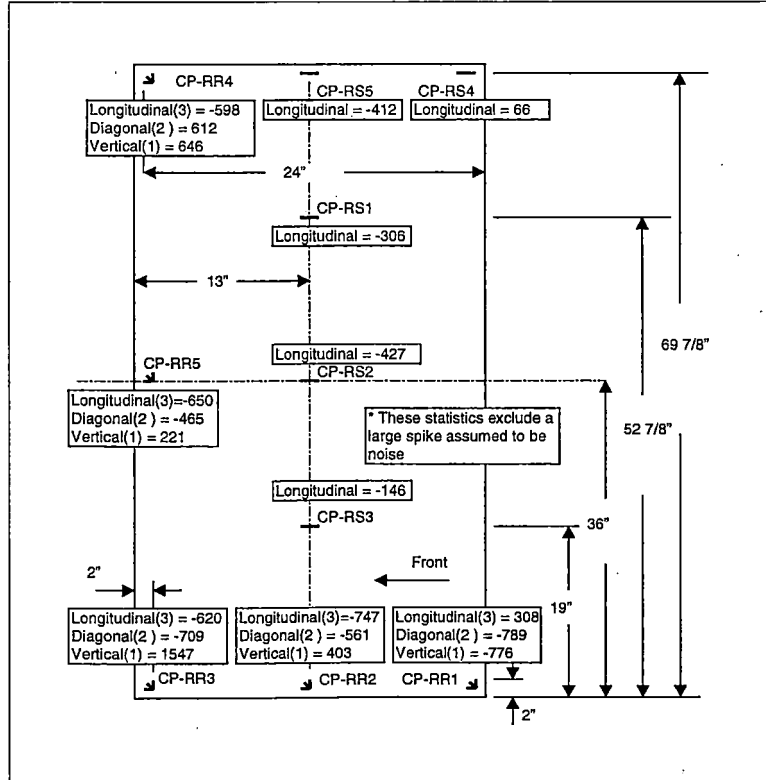 CP-RR4
CP-RS5
CP-RS4
Longitudinal(3) = -598
Diagonal(2 ) = 612
Vertical(1) = 646
Longitudinal = -412
Longitudinal = 66
24"
CP-RS1
Longitudinal = -306
13"
69 7/8"
Longitudinal = -427
CP-RR5
CP-RS2
Longitudinal(3)=-650
Diagonal(2 ) = -465
Vertical(1) = 221
* These statistics exclude a
large spike assumed to be
noise
52 7/8"
Longitudinal = -146
CP-RS3
36"
2"
Front
19"
Longitudinal(3) = -620
Diagonal(2 ) = -709
Vertical(1) = 1547
Longitudinal(3)=-747
Diagonal(2 ) = -561
Vertical(1) = 403
Longitudinal(3) = 308
Diagonal(2 ) = -789
Vertical(1) = -776
CP-RR3
CP-RR2
CP-RR1
2"